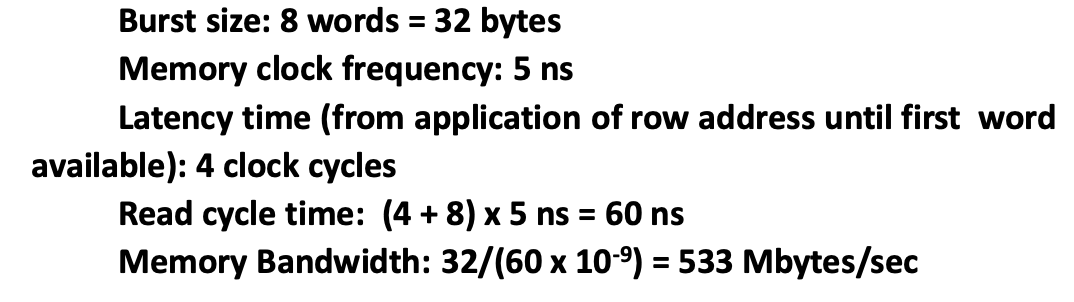 Burst size: 8 words = 32 bytes
Memory clock frequency: 5 ns
Latency time (from application of row address until first  word
available): 4 clock cycles
Read cycle time:  (4 + 8) x 5 ns = 60 ns
Memory Bandwidth: 32/(60 x 10⁻⁹) = 533 Mbytes/sec